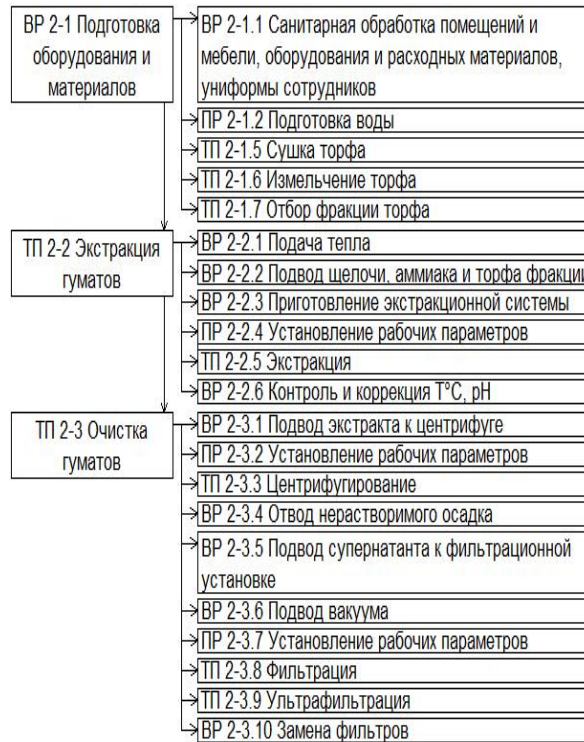 ВР 2-1 Подготовка
оборудования и
материалов
ВР 2-1.1 Санитарная обработка помещений и
мебели, оборудования и расходных материалов,
униформы сотрудников
ПР 2-1.2 Подготовка воды
ТП 2-1.5 Сушка торфа
ТП 2-1.6 Измельчение торфа
ТП 2-1.7 Отбор фракции торфа
ТП 2-2 Экстракция
гуматов
ВР 2-2.1 Подача тепла
ВР 2-2.2 Подвод щелочи, аммиака и торфа фракции
ВР 2-2.3 Приготовление экстракционной системы
ПР 2-2.4 Установление рабочих параметров
ТП 2-2.5 Экстракция
ВР 2-2.6 Контроль и коррекция Т°С, рН
ТП 2-3 Очистка
гуматов
ВР 2-3.1 Подвод экстракта к центрифуге
ПР 2-3.2 Установление рабочих параметров
ТП 2-3.3 Центрифугирование
ВР 2-3.4 Отвод нерастворимого осадка
ВР 2-3.5 Подвод супернатанта к фильтрационной
установке
ВР 2-3.6 Подвод вакуума
ПР 2-3.7 Установление рабочих параметров
ТП 2-3.8 Фильтрация
ТП 2-3.9 Ультрафильтрация
ВР 2-3.10 Замена фильтров